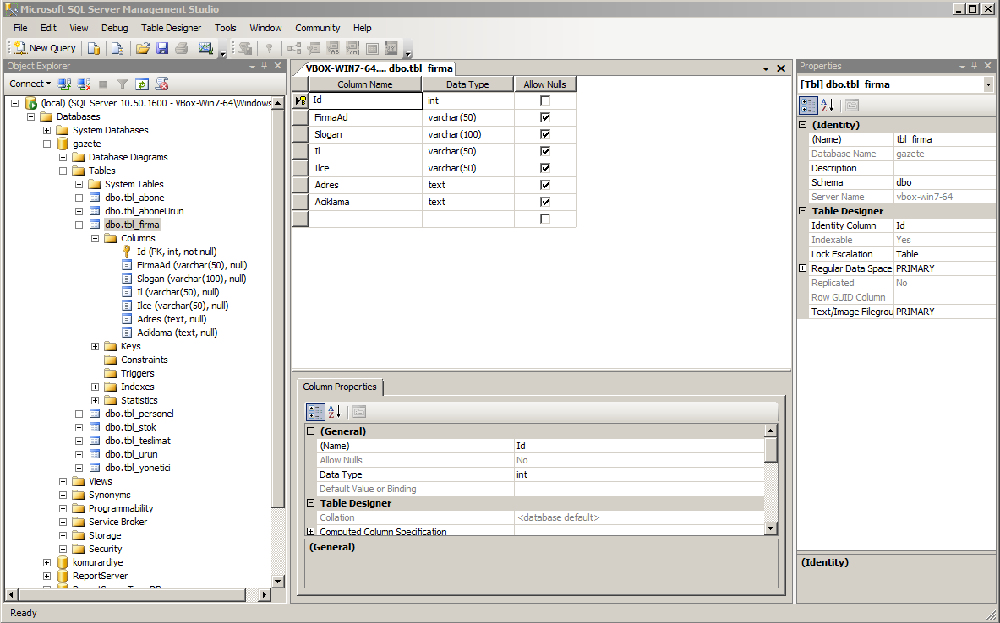 Microsoft SQL Server Management Studio
File Edit View Debug Table Designer Tools Window Community Help
New Query
Object Explorer
Connect
(local) (SQL Server 10.50.1600 - VBox-Win7-64\Windows
Databases
System Databases
gazete
Database Diagrams
Tables
System Tables
dbo.tbl_abone
dbo.tbl_aboneUrun
dbo.tbl_firma
Columns
Id (PK, int, not null)
FirmaAd (varchar(50), null)
Slogan (varchar(100), null)
Il (varchar(50), null)
Ilce (varchar(50), null)
Adres (text, null)
Aciklama (text, null)
Keys
Constraints
Triggers
Indexes
Statistics
dbo.tbl_personel
dbo.tbl_stok
dbo.tbl_teslimat
dbo.tbl_urun
dbo.tbl_yonetici
Views
Synonyms
Programmability
Service Broker
Storage
Security
komurardiye
ReportServer
ReportServerTempDB
VBOX-WIN7-64.... dbo.tbl_firma
Column Name Data Type Allow Nulls
Id int
FirmaAd varchar(50)
Slogan varchar(100)
Il varchar(50)
Ilce varchar(50)
Adres text
Aciklama text
Column Properties
(General)
(Name) Id
Allow Nulls No
Data Type int
Default Value or Binding
Table Designer
Collation <database default>
Computed Column Specification
(General)
Properties
[Tbl] dbo.tbl_firma
(Identity)
(Name) tbl_firma
Database Name gazete
Description
Schema dbo
Server Name vbox-win7-64
Table Designer
Identity Column Id
Indexable Yes
Lock Escalation Table
Regular Data Space PRIMARY
Replicated No
Row GUID Column
Text/Image Filegrou PRIMARY
(Identity)
Ready